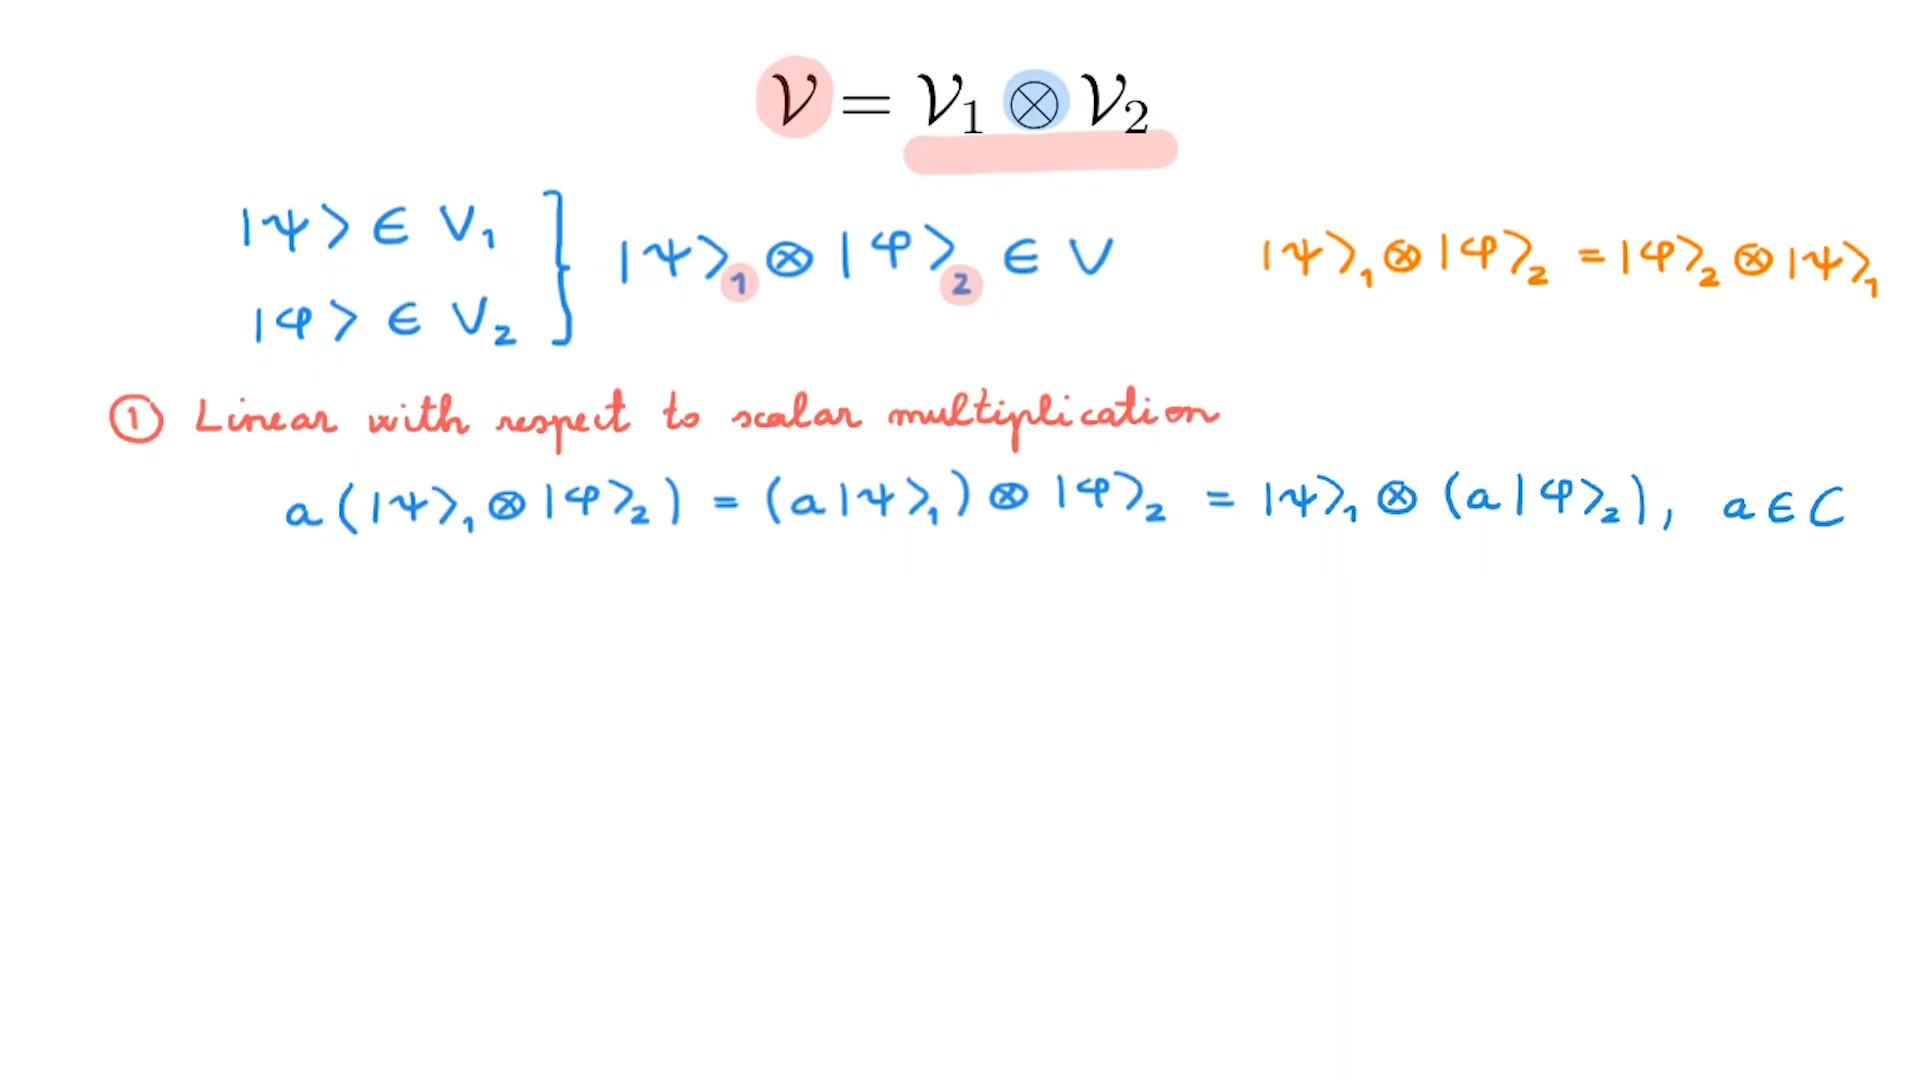 𝒱 = 𝒱₁ ⊗ 𝒱₂
|ψ⟩ ∈ V₁
|φ⟩ ∈ V₂
|ψ⟩₁ ⊗ |φ⟩₂ ∈ V
|ψ⟩₁ ⊗ |φ⟩₂ = |φ⟩₂ ⊗ |ψ⟩₁
① Linear with respect to scalar multiplication
a(|ψ⟩₁ ⊗ |φ⟩₂) = (a|ψ⟩₁) ⊗ |φ⟩₂ = |ψ⟩₁ ⊗ (a|φ⟩₂), a ∈ C